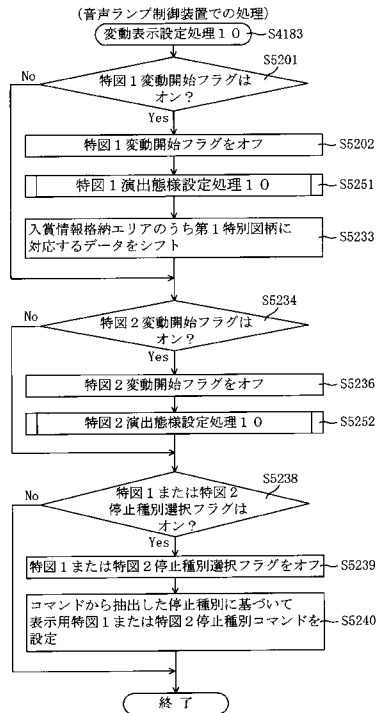 (音声ランプ制御装置での処理)
変動表示設定処理10
S4183
S5201
特図1変動開始フラグは
オン?
No
Yes
特図1変動開始フラグをオフ
S5202
特図1演出態様設定処理10
S5251
入賞情報格納エリアのうち第1特別図柄に
対応するデータをシフト
S5233
S5234
No
特図2変動開始フラグは
オン?
Yes
特図2変動開始フラグをオフ
S5236
特図2演出態様設定処理10
S5252
S5238
No
特図1または特図2
停止種別選択フラグは
オン?
Yes
特図1または特図2停止種別選択フラグをオフ
S5239
コマンドから抽出した停止種別に基づいて
表示用特図1または特図2停止種別コマンドを
設定
S5240
終了